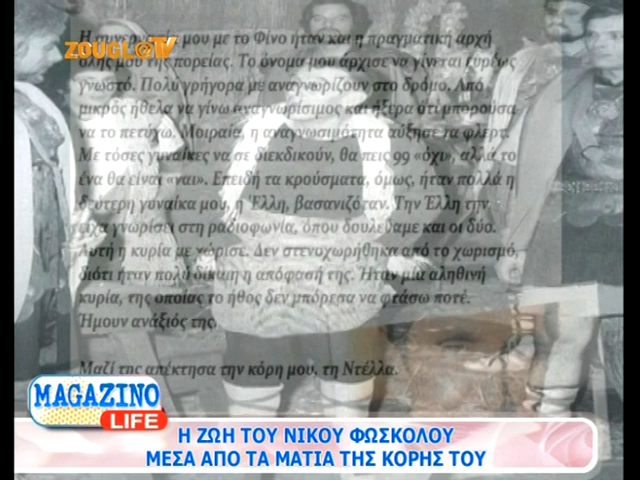 Η συνεργασία μου με το Φίνο ήταν και η πραγματική αρχή
ZOUGL@TV
όλης μου της πορείας. Το όνομά μου άρχισε να γίνεται ευρέως
γνωστό. Πολύ γρήγορα με αναγνωρίζουν στο δρόμο. Από
μικρός ήθελα να γίνω αναγνωρίσιμος και ήξερα ότι μπορούσα
να το πετύχω. Μοιραία, η αναγνωσιμότητα αύξησε τα φλερτ.
Με τόσες γυναίκες να σε διεκδικούν, θα πεις 99 «όχι», αλλά το
ένα θα είναι «ναι». Επειδή τα κρούσματα, όμως, ήταν πολλά η
δεύτερη γυναίκα μου, η Έλλη, βασανιζόταν. Την Έλλη την
είχα γνωρίσει στη ραδιοφωνία, όπου δουλεύαμε και οι δύο.
Αυτή η κυρία με χώρισε. Δεν στενοχωρήθηκα από το χωρισμό,
διότι ήταν πολύ δίκαιη η απόφασή της. Ήταν μία αληθινή
κυρία, της οποίας το ήθος δεν μπόρεσα να φτάσω ποτέ.
Ήμουν ανάξιός της.
Μαζί της απέκτησα την κόρη μου, τη Ντέλλα.
MAGAZINO
LIFE
Η ΖΩΗ ΤΟΥ ΝΙΚΟΥ ΦΩΣΚΟΛΟΥ
ΜΕΣΑ ΑΠΟ ΤΑ ΜΑΤΙΑ ΤΗΣ ΚΟΡΗΣ ΤΟΥ